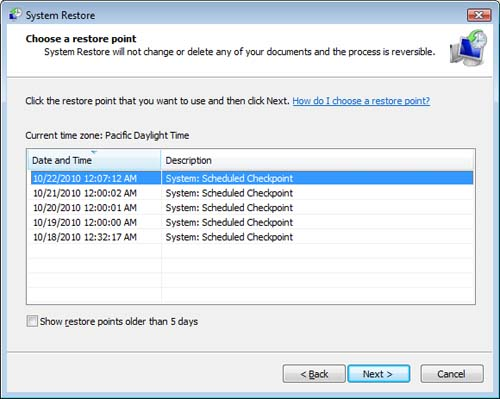 System Restore
Choose a restore point
System Restore will not change or delete any of your documents and the process is reversible.
Click the restore point that you want to use and then click Next. How do I choose a restore point?
Current time zone: Pacific Daylight Time
Date and Time Description
10/22/2010 12:07:12 AM System: Scheduled Checkpoint
10/21/2010 12:00:02 AM System: Scheduled Checkpoint
10/20/2010 12:00:01 AM System: Scheduled Checkpoint
10/19/2010 12:00:00 AM System: Scheduled Checkpoint
10/18/2010 12:32:17 AM System: Scheduled Checkpoint
Show restore points older than 5 days
< Back Next > Cancel